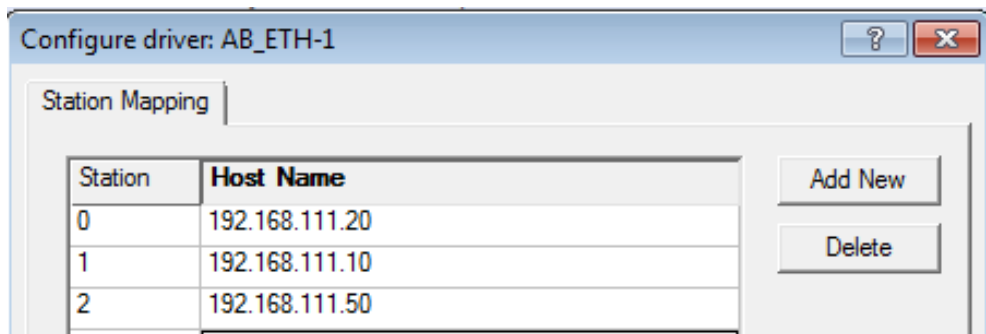 Configure driver: AB_ETH-1
?
Station Mapping
Station Host Name
Add New
0 192.168.111.20
Delete
1 192.168.111.10
2 192.168.111.50